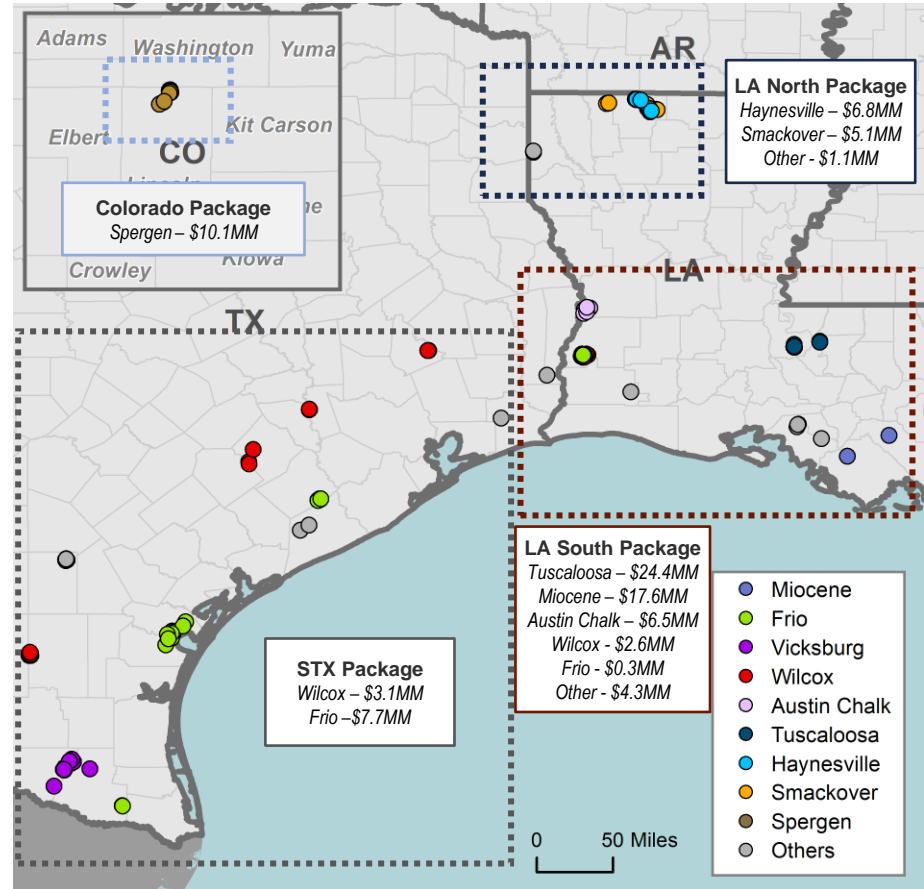 Adams
Washington
Yuma
Elbert
Kit Carson
CO
Colorado Package
Spergen – $10.1MM
Crowley
Kiowa
AR
LA North Package
Haynesville – $6.8MM
Smackover – $5.1MM
Other - $1.1MM
LA
TX
LA South Package
Tuscaloosa – $24.4MM
Miocene – $17.6MM
Austin Chalk – $6.5MM
Wilcox - $2.6MM
Frio - $0.3MM
Other - $4.3MM
STX Package
Wilcox – $3.1MM
Frio –$7.7MM
Miocene
Frio
Vicksburg
Wilcox
Austin Chalk
Tuscaloosa
Haynesville
Smackover
Spergen
Others
0 50 Miles